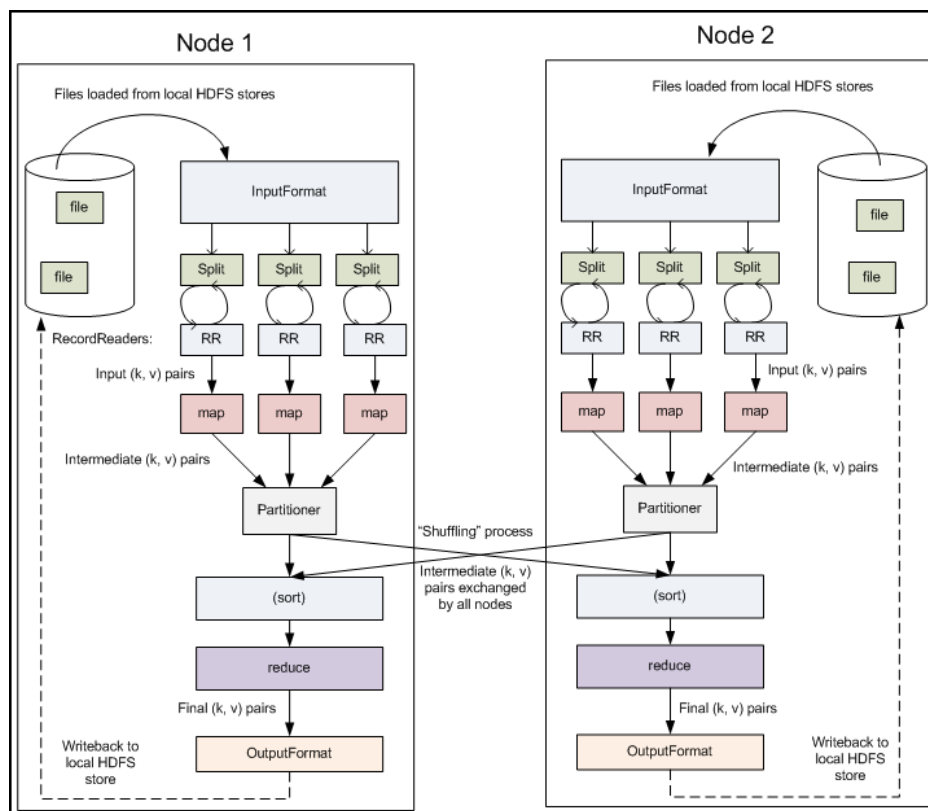 Node 1
Node 2
Files loaded from local HDFS stores
Files loaded from local HDFS stores
InputFormat
InputFormat
file
file
file
file
Split Split Split
Split Split Split
RecordReaders:
RR RR RR
RR RR RR
Input (k, v) pairs
Input (k, v) pairs
map map map
map map map
Intermediate (k, v) pairs
Intermediate (k, v) pairs
Partitioner
Partitioner
"Shuffling" process
Intermediate (k, v)
pairs exchanged
by all nodes
(sort)
(sort)
reduce
reduce
Final (k, v) pairs
Final (k, v) pairs
Writeback to
local HDFS
store
OutputFormat
OutputFormat
Writeback to
local HDFS
store